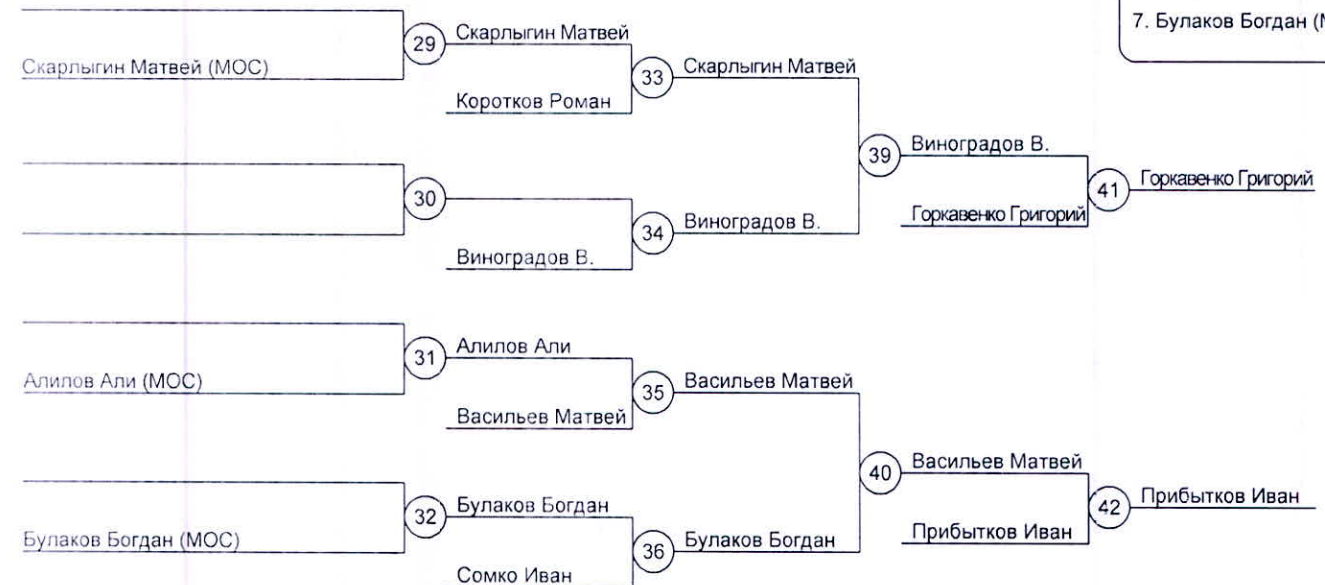 7. Булаков Богдан (
29 Скарлыгин Матвей
Скарлыгин Матвей (МОС)
33 Скарлыгин Матвей
Коротков Роман
39 Виноградов В.
30
41 Горкавенко Григорий
Горкавенко Григорий
34 Виноградов В.
Виноградов В.
31 Алилов Али
Алилов Али (МОС)
35 Васильев Матвей
Васильев Матвей
40 Васильев Матвей
32 Булаков Богдан
42 Прибытков Иван
Прибытков Иван
Булаков Богдан (МОС)
36 Булаков Богдан
Сомко Иван